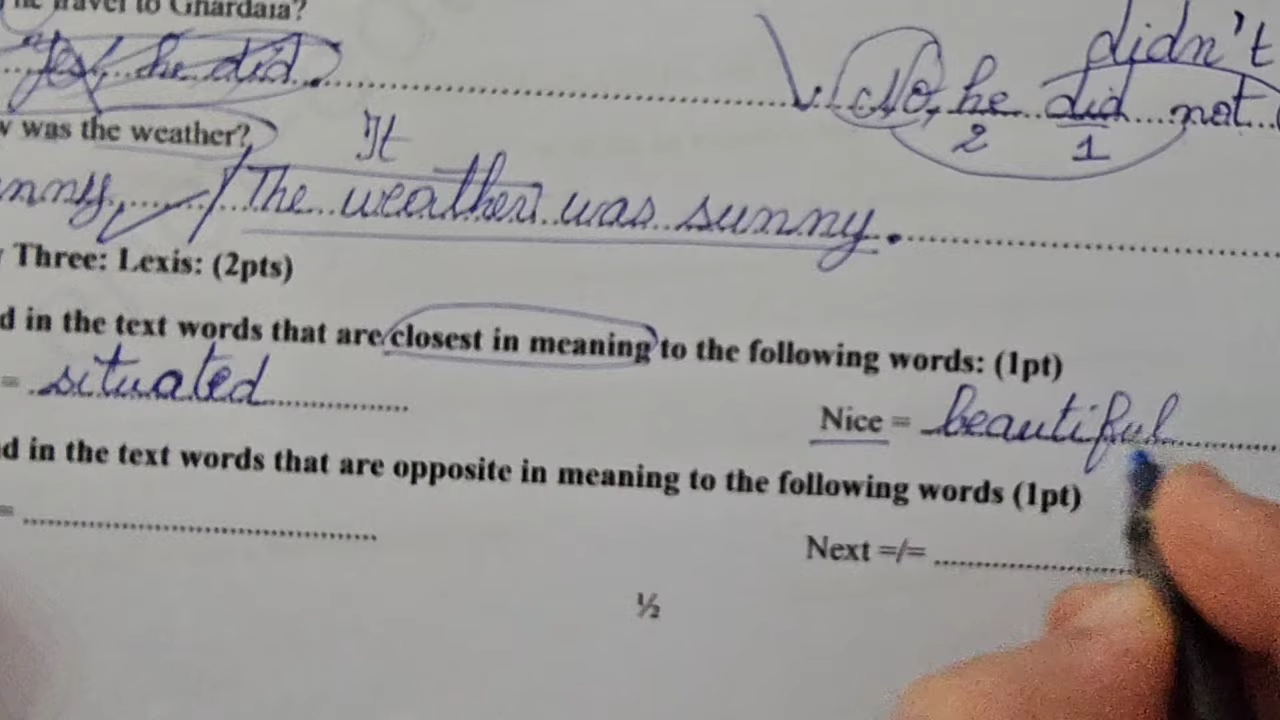 travel to Ghardaia?
didn't
Yes, he did. No, he did not
2 1
was the weather? It
The weather was sunny.
Three: Lexis: (2pts)
in the text words that are closest in meaning to the following words: (1pt)
= situated
Nice = beautiful
in the text words that are opposite in meaning to the following words (1pt)
= Next =/=
½